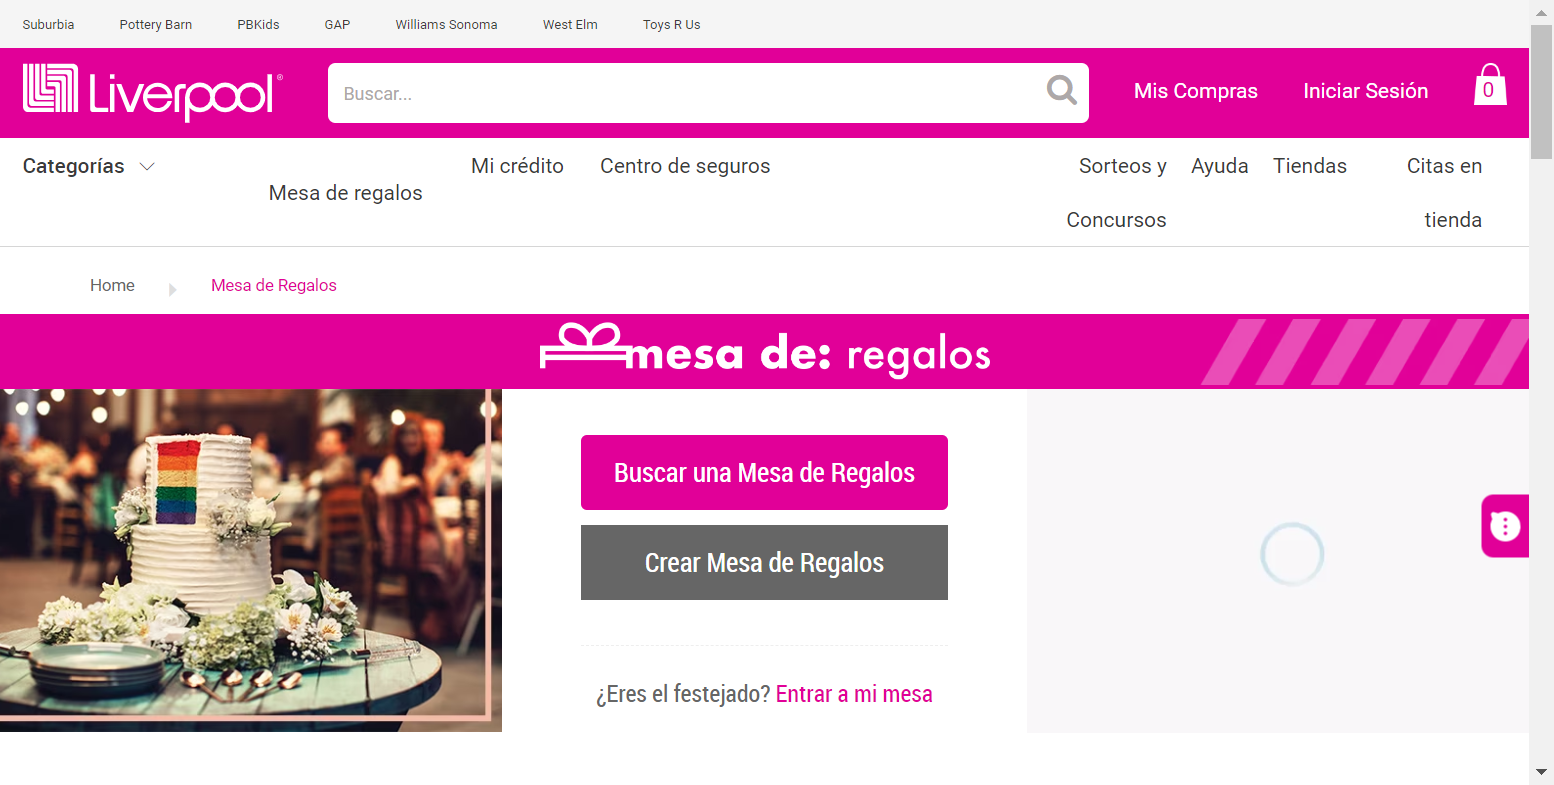 Suburbia Pottery Barn PBKids GAP Williams Sonoma West Elm Toys R Us
Liverpool®
Buscar...
Mis Compras
Iniciar Sesión
0
Categorías
Mesa de regalos
Mi crédito
Centro de seguros
Sorteos y
Concursos
Ayuda
Tiendas
Citas en
tienda
Home
Mesa de Regalos
mesa de: regalos
Buscar una Mesa de Regalos
Crear Mesa de Regalos
¿Eres el festejado? Entrar a mi mesa